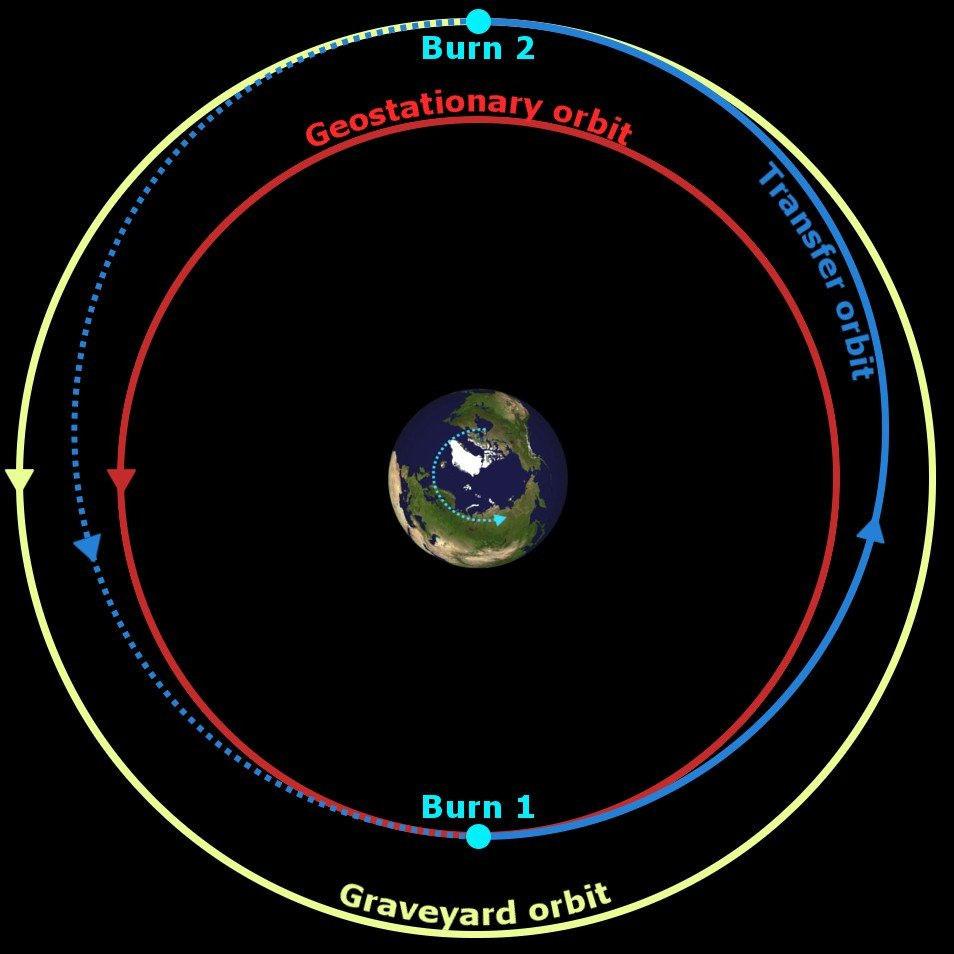 Burn 2
Geostationary orbit
Transfer orbit
Burn 1
Graveyard orbit